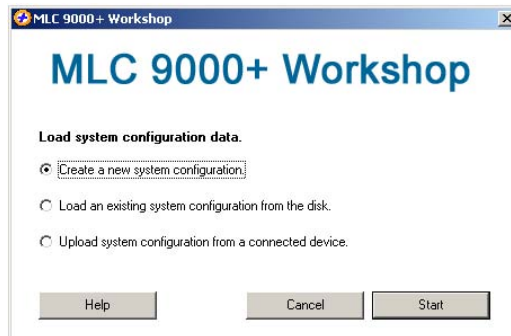 MLC 9000+ Workshop
MLC 9000+ Workshop
Load system configuration data.
Create a new system configuration.
Load an existing system configuration from the disk.
Upload system configuration from a connected device.
Help Cancel Start